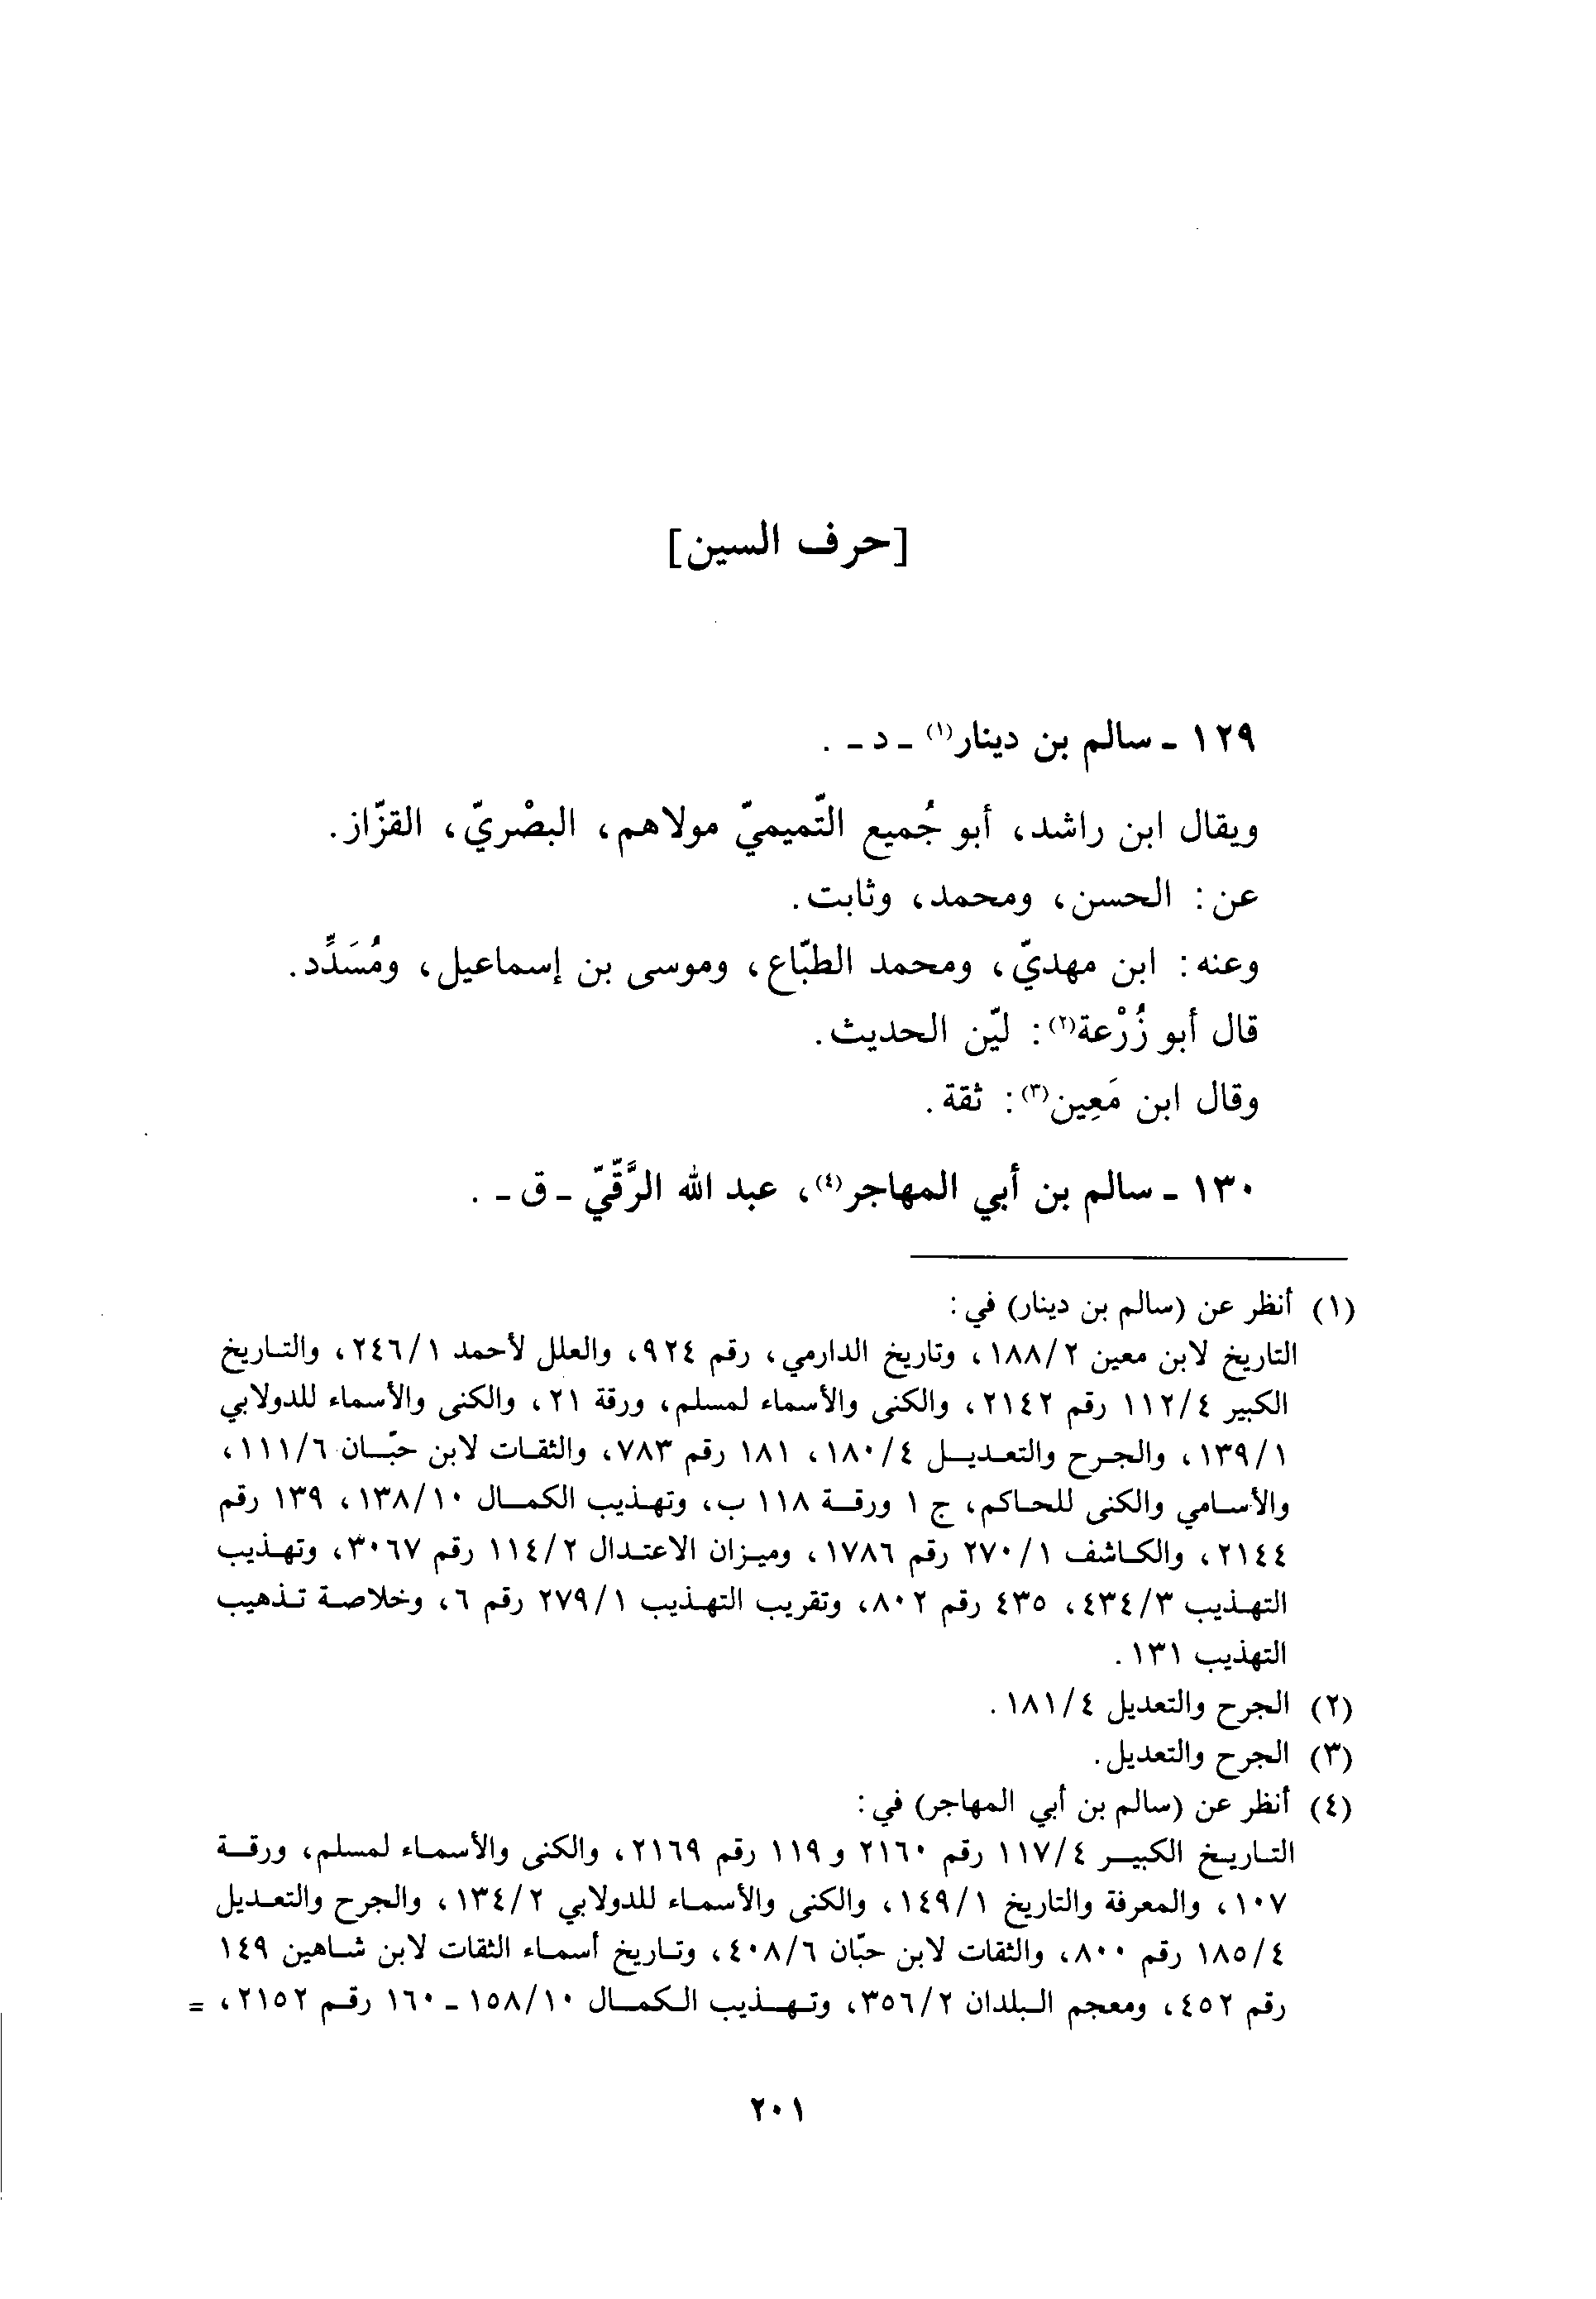 [حرف السين]
١٢٩ ـ سالم بن دينار(١) ـ د ـ .
ويقال ابن راشد، أبو جُميع التّميميّ مولاهم، البصْريّ، القزّاز.
عن: الحسن، ومحمد، وثابت.
وعنه: ابن مهديّ، ومحمد الطبّاع، وموسى بن إسماعيل، ومُسَدِّد.
قال أبو زُرْعة(٢): ليّن الحديث.
وقال ابن مَعِين(٣): ثقة.
١٣٠ ـ سالم بن أبي المهاجر(٤)، عبد الله الرَّقّيّ ـ ق ـ .
(١) أنظر عن (سالم بن دينار) في:
التاريخ لابن معين ١٨٨/٢، وتاريخ الدارمي، رقم ٩٢٤، والعلل لأحمد ٢٤٦/١، والتاريخ
الكبير ١١٢/٤ رقم ٢١٤٢، والكنى والأسماء لمسلم، ورقة ٢١، والكنى والأسماء للدولابي
١٣٩/١، والجرح والتعديل ١٨٠/٤، ١٨١ رقم ٧٨٣، والثقات لابن حبّان ١١١/٦،
والأسامي والكنى للحاكم، ج ١ ورقة ١١٨ ب، وتهذيب الكمال ١٣٨/١٠، ١٣٩ رقم
٢١٤٤، والكاشف ٢٧٠/١ رقم ١٧٨٦، وميزان الاعتدال ١١٤/٢ رقم ٣٠٦٧، وتهذيب
التهذيب ٤٣٤/٣، ٤٣٥ رقم ٨٠٢، وتقريب التهذيب ٢٧٩/١ رقم ٦، وخلاصة تذهيب
التهذيب ١٣١.
(٢) الجرح والتعديل ١٨١/٤.
(٣) الجرح والتعديل.
(٤) أنظر عن (سالم بن أبي المهاجر) في:
التاريخ الكبير ١١٧/٤ رقم ٢١٦٠ و ١١٩ رقم ٢١٦٩، والكنى والأسماء لمسلم، ورقة
١٠٧، والمعرفة والتاريخ ١٤٩/١، والكنى والأسماء للدولابي ١٣٤/٢، والجرح والتعديل
١٨٥/٤ رقم ٨٠٠، والثقات لابن حبّان ٤٠٨/٦، وتاريخ أسماء الثقات لابن شاهين ١٤٩
رقم ٤٥٢، ومعجم البلدان ٣٥٦/٢، وتهذيب الكمال ١٥٨/١٠ ـ ١٦٠ رقم ٢١٥٢، =
٢٠١